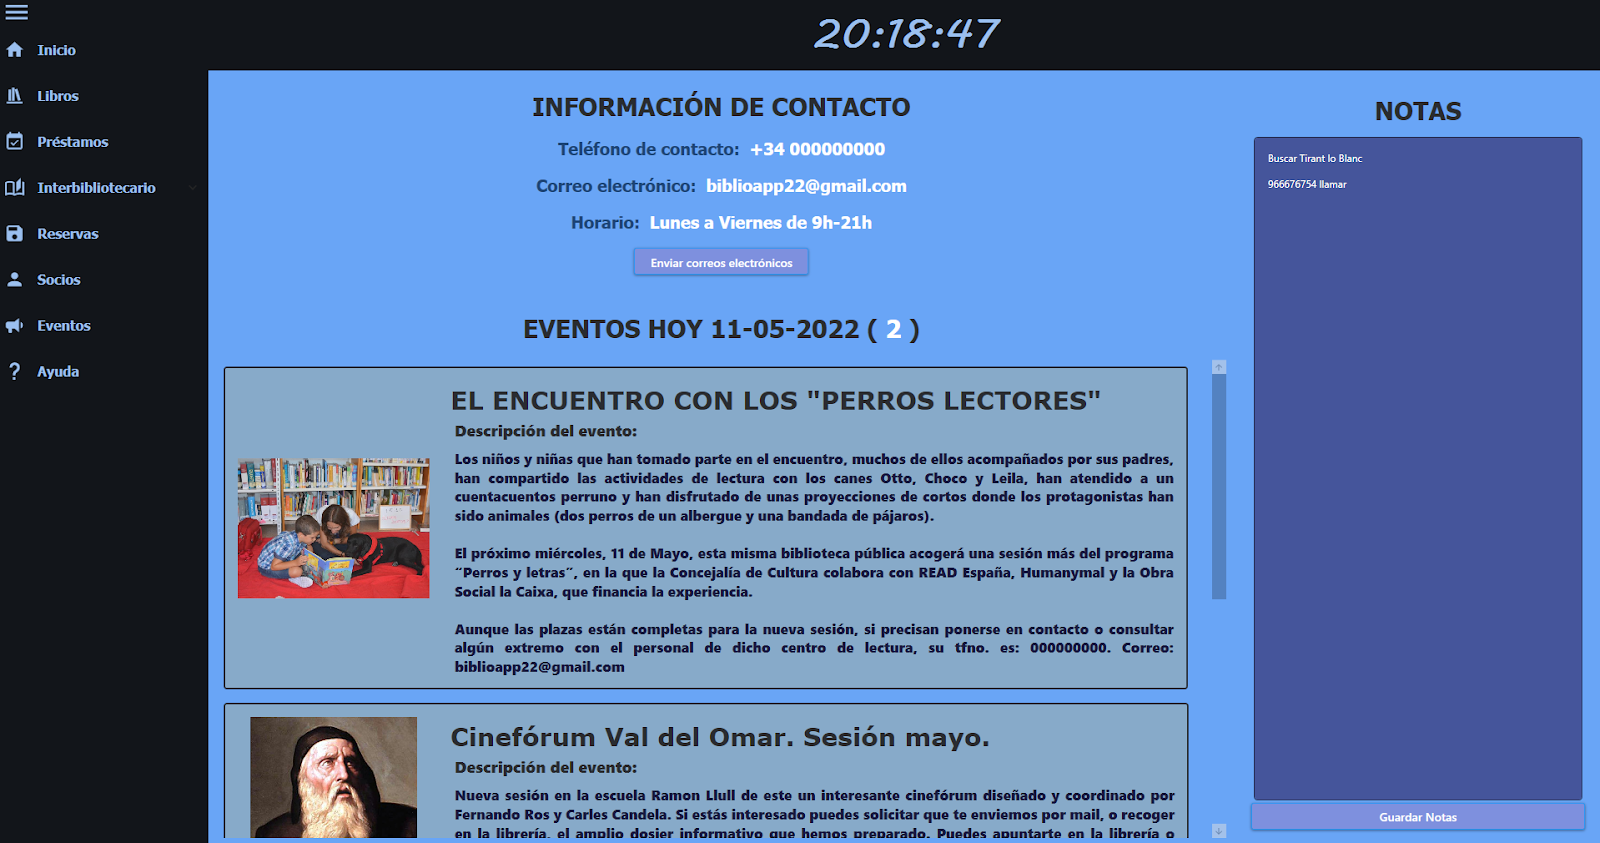 20:18:47
Inicio
Libros
Préstamos
Interbibliotecario
Reservas
Socios
Eventos
Ayuda
INFORMACIÓN DE CONTACTO
Teléfono de contacto: +34 000000000
Correo electrónico: biblioapp22@gmail.com
Horario: Lunes a Viernes de 9h-21h
Enviar correos electrónicos
EVENTOS HOY 11-05-2022 ( 2 )
EL ENCUENTRO CON LOS "PERROS LECTORES"
Descripción del evento:
Los niños y niñas que han tomado parte en el encuentro, muchos de ellos acompañados por sus padres,
han compartido las actividades de lectura con los canes Otto, Choco y Leila, han atendido a un
cuentacuentos perruno y han disfrutado de unas proyecciones de cortos donde los protagonistas han
sido animales (dos perros de un albergue y una bandada de pájaros).
El próximo miércoles, 11 de Mayo, esta misma biblioteca pública acogerá una sesión más del programa
“Perros y letras”, en la que la Concejalía de Cultura colabora con READ España, Humanymal y la Obra
Social la Caixa, que financia la experiencia.
Aunque las plazas están completas para la nueva sesión, si precisan ponerse en contacto o consultar
algún extremo con el personal de dicho centro de lectura, su tfno. es: 000000000. Correo:
biblioapp22@gmail.com
Cinefórum Val del Omar. Sesión mayo.
Descripción del evento:
Nueva sesión en la escuela Ramon Llull de este un interesante cinefórum diseñado y coordinado por
Fernando Ros y Carles Candela. Si estás interesado puedes solicitar que te enviemos por mail, o recoger
en la librería, el amplio dosier informativo que hemos preparado. Puedes apuntarte en la librería o
NOTAS
Buscar Tirant lo Blanc
966676754 llamar
Guardar Notas